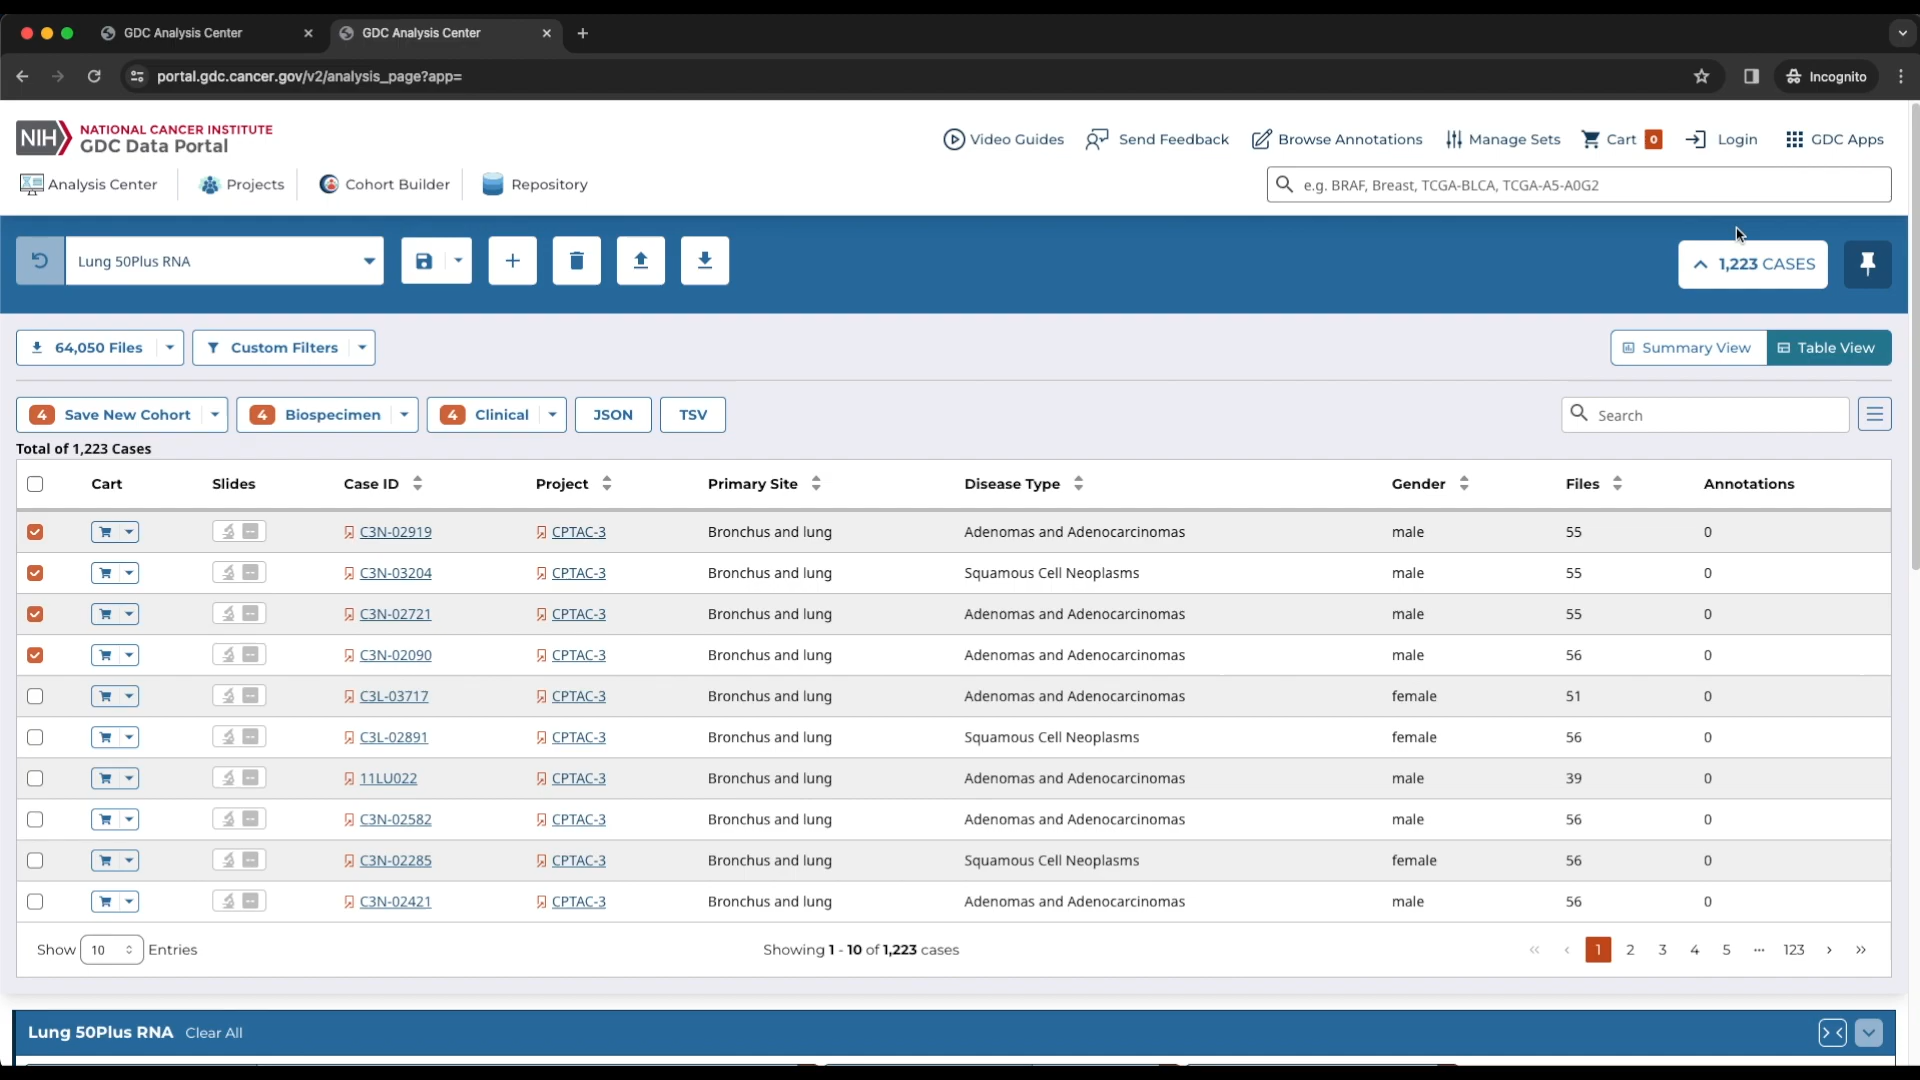 GDC Analysis Center
GDC Analysis Center
portal.gdc.cancer.gov/v2/analysis_page?app=
Incognito
NIH NATIONAL CANCER INSTITUTE
GDC Data Portal
Video Guides Send Feedback Browse Annotations Manage Sets Cart 0 Login GDC Apps
Analysis Center Projects Cohort Builder Repository
e.g. BRAF, Breast, TCGA-BLCA, TCGA-A5-A0G2
Lung 50Plus RNA
1,223 CASES
64,050 Files Custom Filters
Summary View Table View
4 Save New Cohort 4 Biospecimen 4 Clinical JSON TSV
Search
Total of 1,223 Cases
Cart Slides Case ID Project Primary Site Disease Type Gender Files Annotations
C3N-02919 CPTAC-3 Bronchus and lung Adenomas and Adenocarcinomas male 55 0
C3N-03204 CPTAC-3 Bronchus and lung Squamous Cell Neoplasms male 55 0
C3N-02721 CPTAC-3 Bronchus and lung Adenomas and Adenocarcinomas male 55 0
C3N-02090 CPTAC-3 Bronchus and lung Adenomas and Adenocarcinomas male 56 0
C3L-03717 CPTAC-3 Bronchus and lung Adenomas and Adenocarcinomas female 51 0
C3L-02891 CPTAC-3 Bronchus and lung Squamous Cell Neoplasms female 56 0
11LU022 CPTAC-3 Bronchus and lung Adenomas and Adenocarcinomas male 39 0
C3N-02582 CPTAC-3 Bronchus and lung Adenomas and Adenocarcinomas male 56 0
C3N-02285 CPTAC-3 Bronchus and lung Squamous Cell Neoplasms female 56 0
C3N-02421 CPTAC-3 Bronchus and lung Adenomas and Adenocarcinomas male 56 0
Show 10 Entries
Showing 1 - 10 of 1,223 cases
« ‹ 1 2 3 4 5 ··· 123 › »
Lung 50Plus RNA Clear All